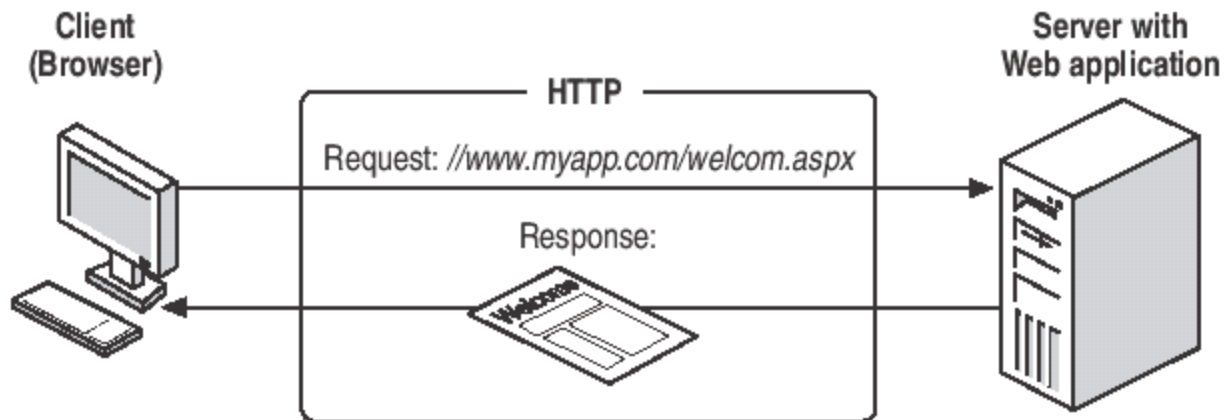 Client
(Browser)
Server with
Web application
HTTP
Request: //www.myapp.com/welcom.aspx
Response:
Welcome